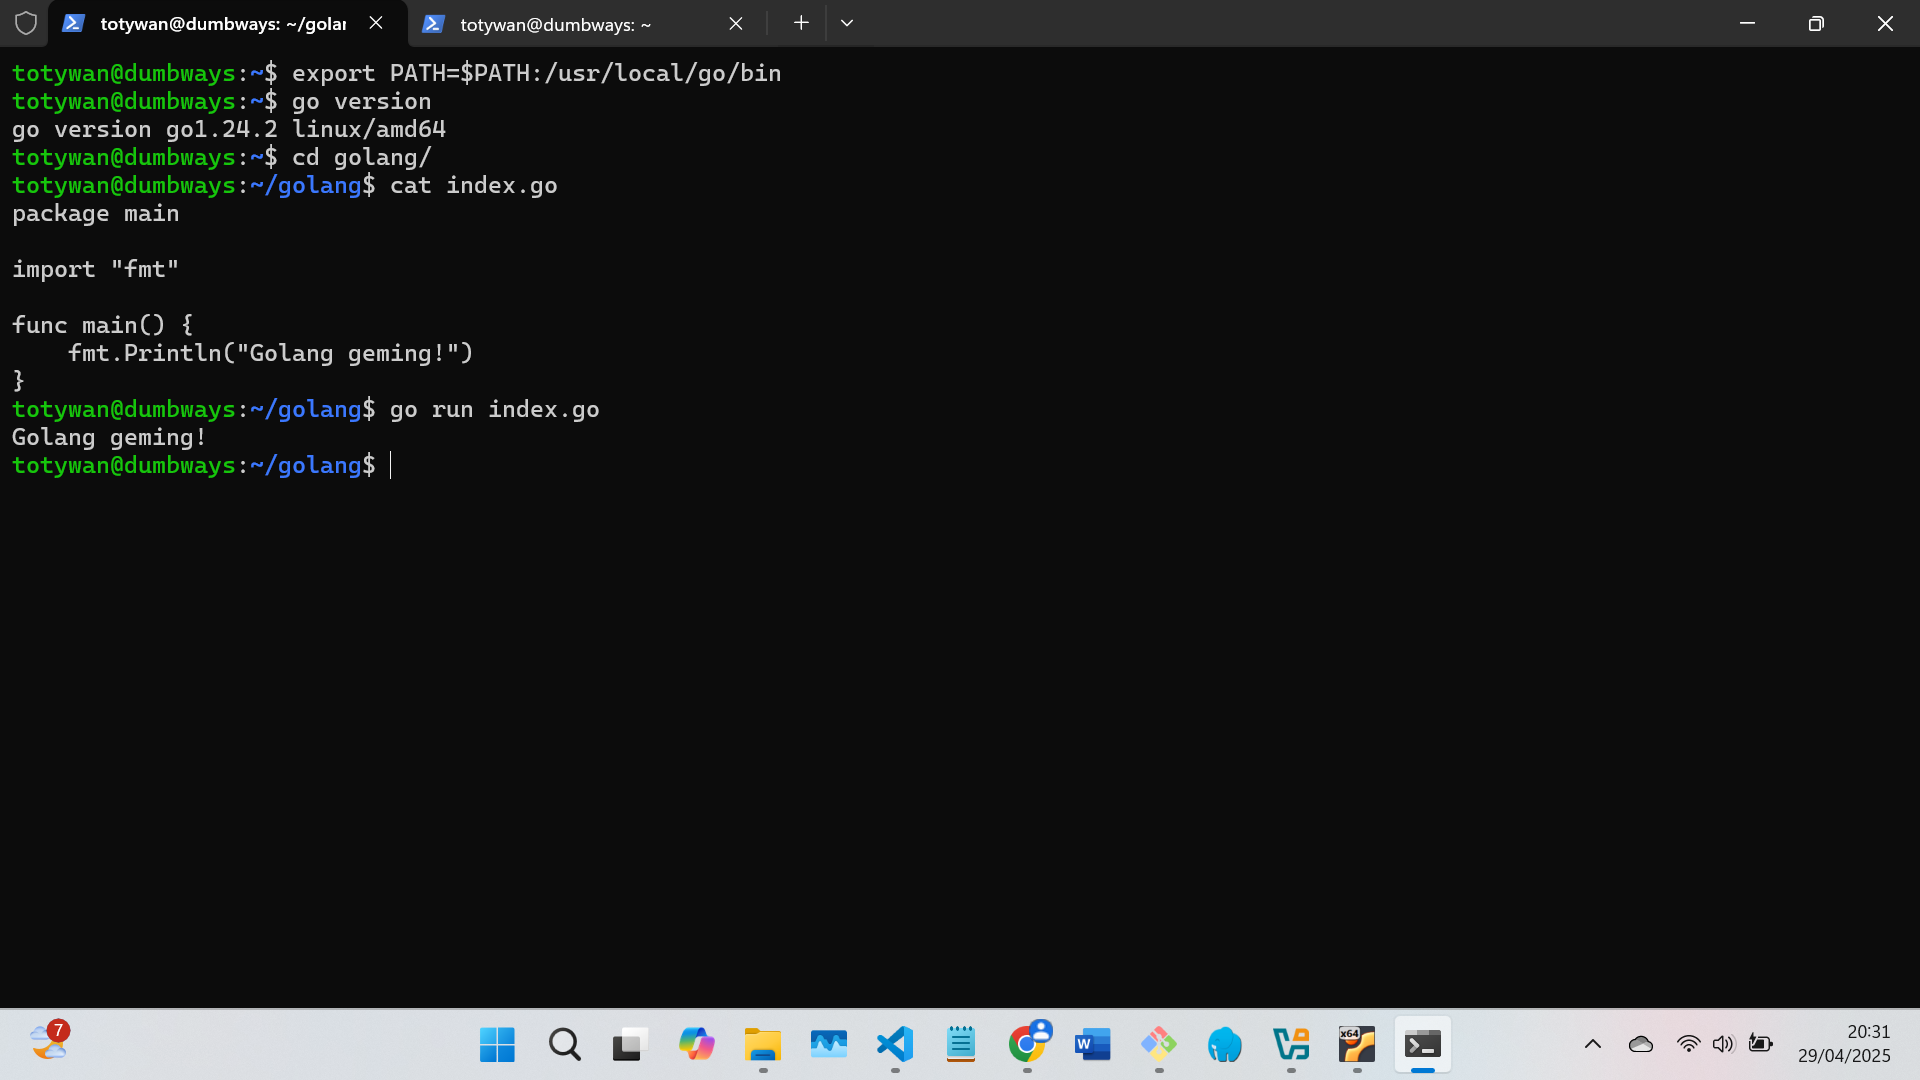 totywan@dumbways: ~/golan
totywan@dumbways: ~
totywan@dumbways:~$ export PATH=$PATH:/usr/local/go/bin
totywan@dumbways:~$ go version
go version go1.24.2 linux/amd64
totywan@dumbways:~$ cd golang/
totywan@dumbways:~/golang$ cat index.go
package main
import "fmt"
func main() {
    fmt.Println("Golang geming!")
}
totywan@dumbways:~/golang$ go run index.go
Golang geming!
totywan@dumbways:~/golang$
7
W
x64
20:31
29/04/2025